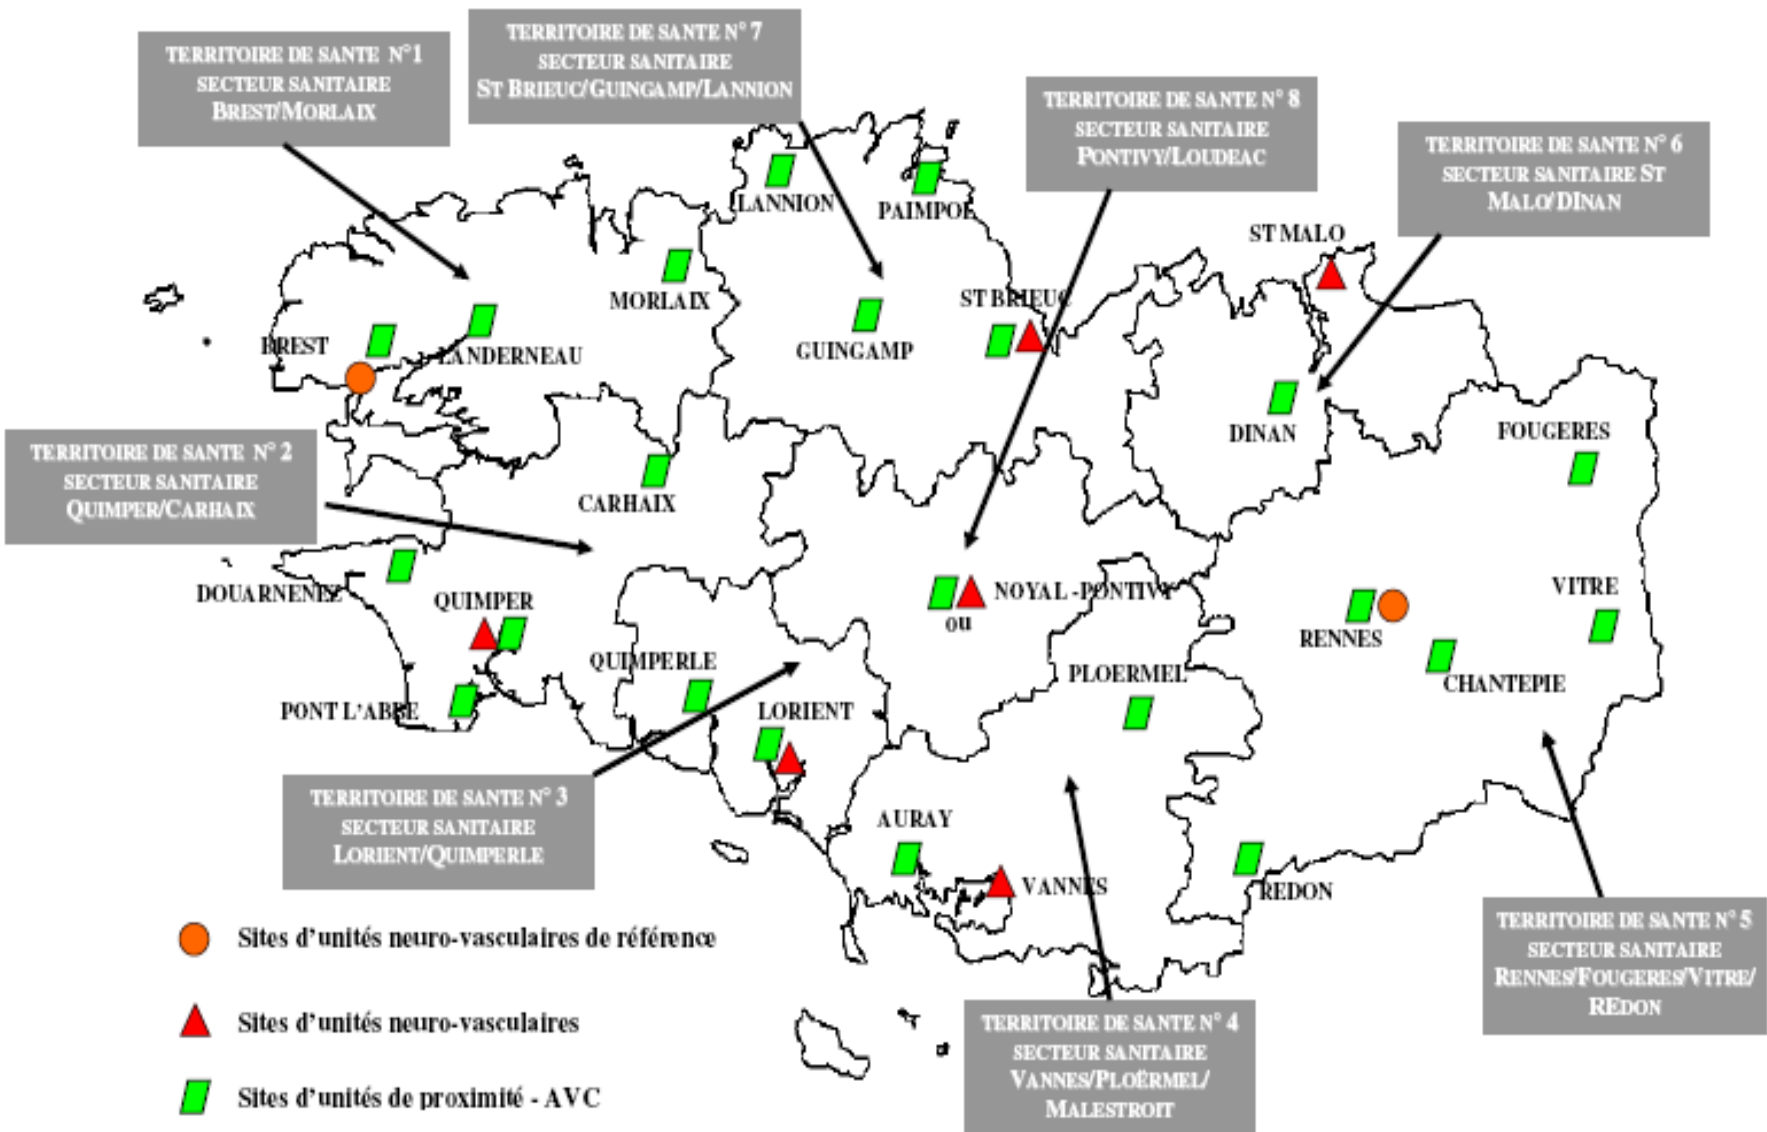 TERRITOIRE DE SANTE N°1
SECTEUR SANITAIRE
BREST/MORLAIX
TERRITOIRE DE SANTE N° 7
SECTEUR SANITAIRE
ST BRIEUC/GUINGAMP/LANNION
TERRITOIRE DE SANTE N° 8
SECTEUR SANITAIRE
PONTIVY/LOUDEAC
TERRITOIRE DE SANTE N° 6
SECTEUR SANITAIRE ST
MALO/DINAN
LANNION
PAIMPOL
ST MALO
MORLAIX
ST BRIEUC
BREST
LANDERNEAU
GUINGAMP
DINAN
FOUGERES
TERRITOIRE DE SANTE N° 2
SECTEUR SANITAIRE
QUIMPER/CARHAIX
CARHAIX
DOUARNENEZ
QUIMPER
NOYAL -PONTIVY
ou
VITRE
RENNES
QUIMPERLE
PLOERMEL
CHANTEPIE
PONT L'ABBE
LORIENT
TERRITOIRE DE SANTE N° 3
SECTEUR SANITAIRE
LORIENT/QUIMPERLE
AURAY
VANNES
REDON
TERRITOIRE DE SANTE N° 5
SECTEUR SANITAIRE
RENNES/FOUGERES/VITRE/
REDON
TERRITOIRE DE SANTE N° 4
SECTEUR SANITAIRE
VANNES/PLOËRMEL/
MALESTROIT
Sites d'unités neuro-vasculaires de référence
Sites d'unités neuro-vasculaires
Sites d'unités de proximité - AVC